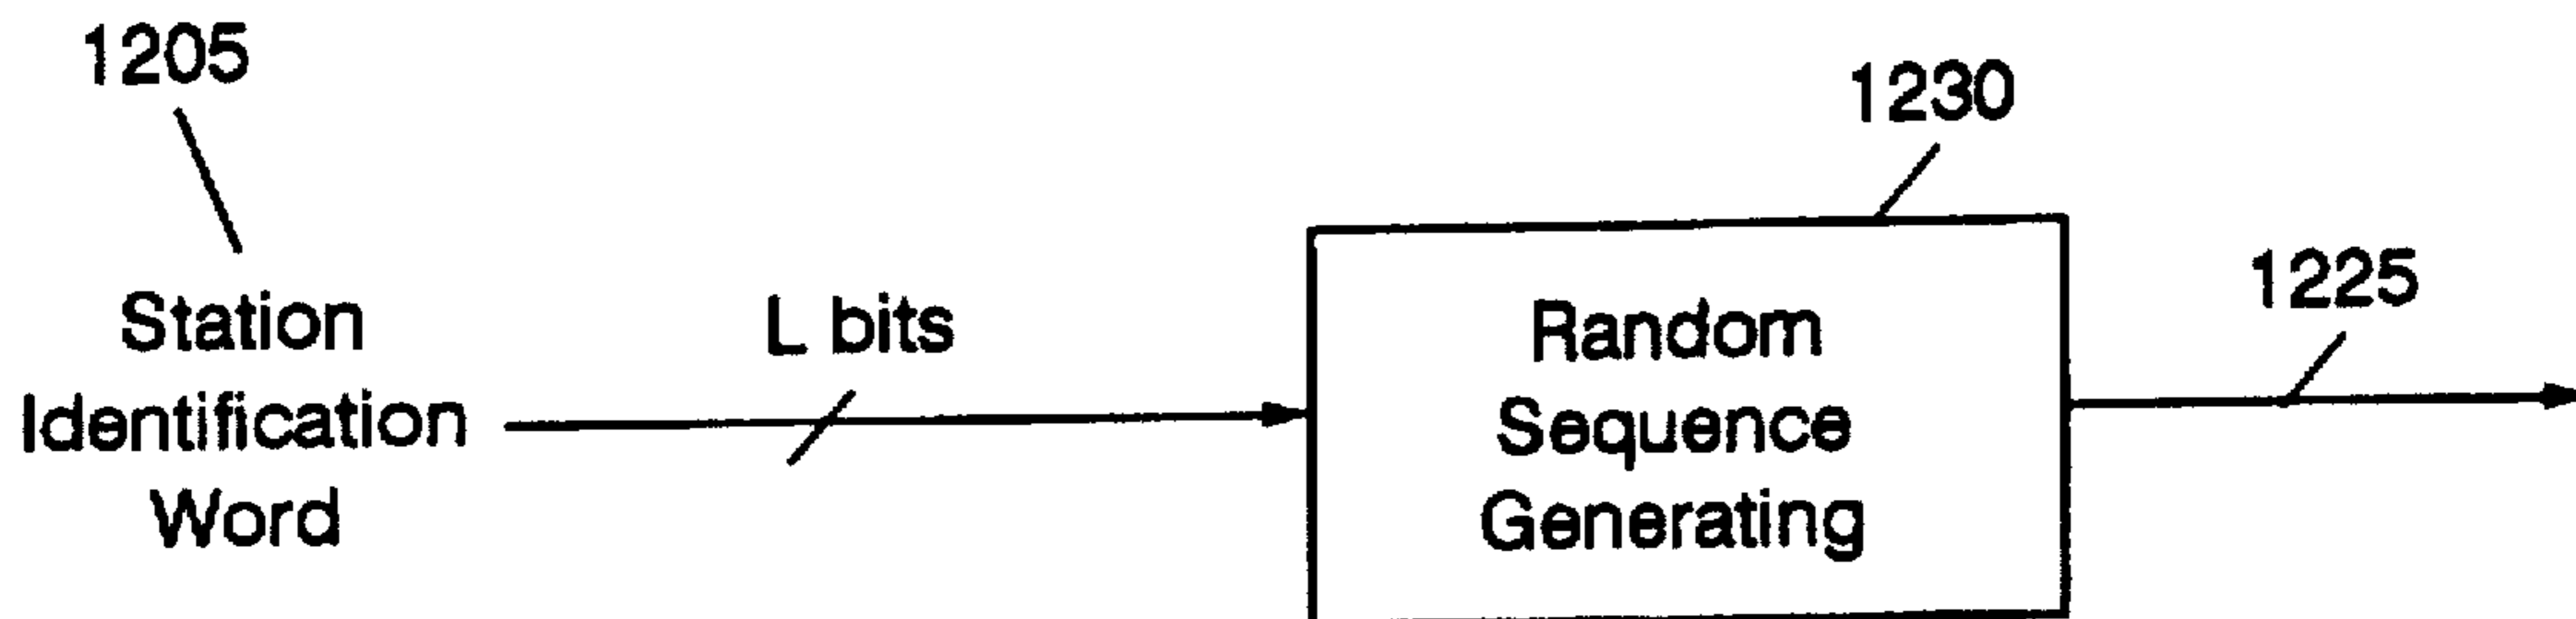 1205
1230
1225
Station
Identification
Word
L bits
Random
Sequence
Generating